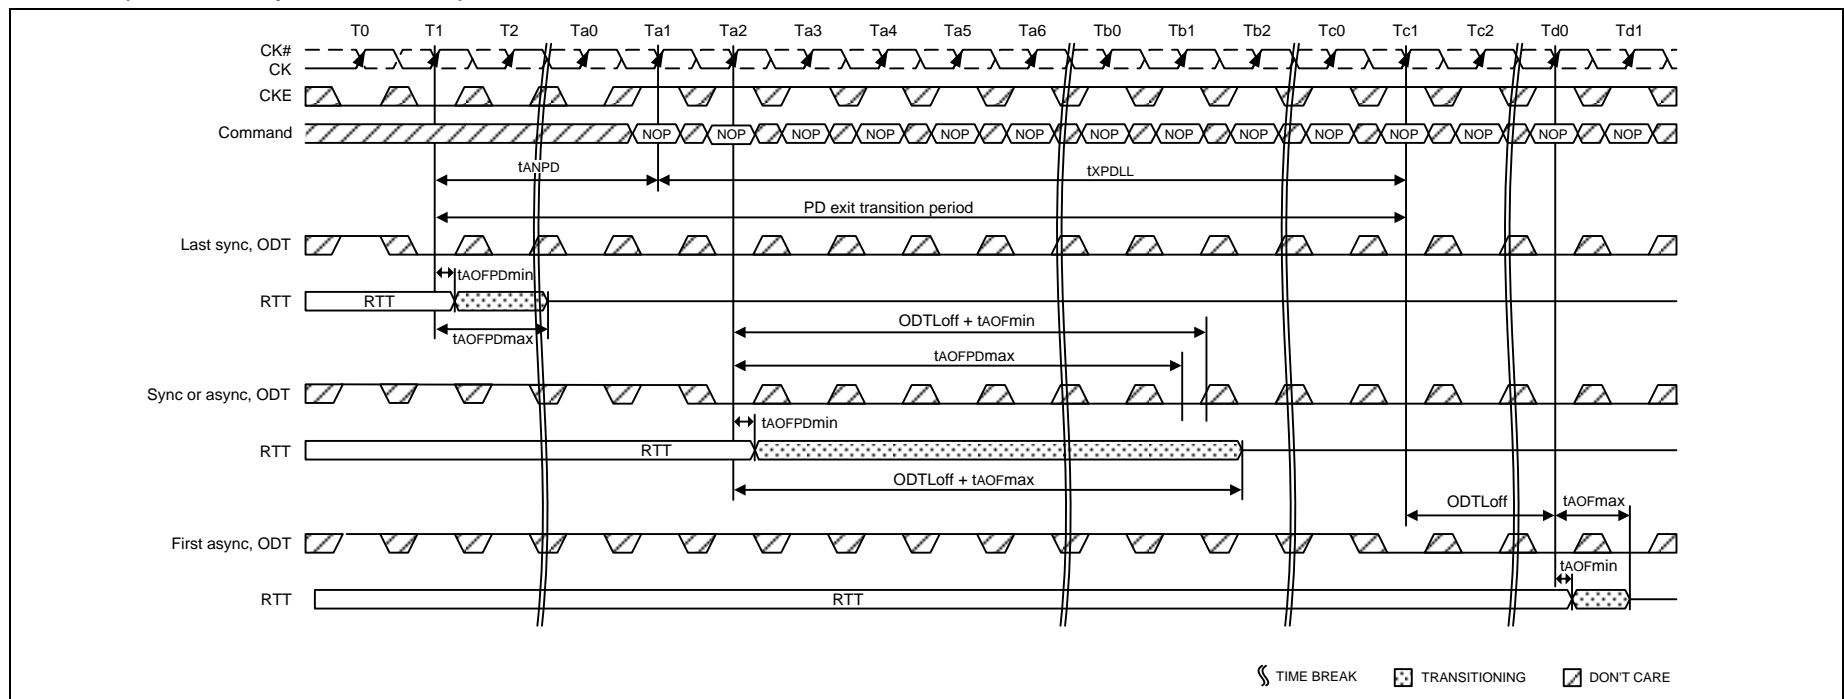 T0 T1 T2 Ta0 Ta1 Ta2 Ta3 Ta4 Ta5 Ta6 Tb0 Tb1 Tb2 Tc0 Tc1 Tc2 Td0 Td1
CK#
CK
CKE
Command NOP NOP NOP NOP NOP NOP NOP NOP NOP NOP NOP NOP NOP NOP
tANPD tXPDLL
PD exit transition period
Last sync, ODT
tAOFPDmin
RTT RTT
tAOFPDmax
ODTLoff + tAOFmin
tAOFPDmax
Sync or async, ODT
tAOFPDmin
RTT RTT
ODTLoff + tAOFmax
ODTLoff tAOFmax
First async, ODT
tAOFmin
RTT RTT
TIME BREAK TRANSITIONING DON'T CARE